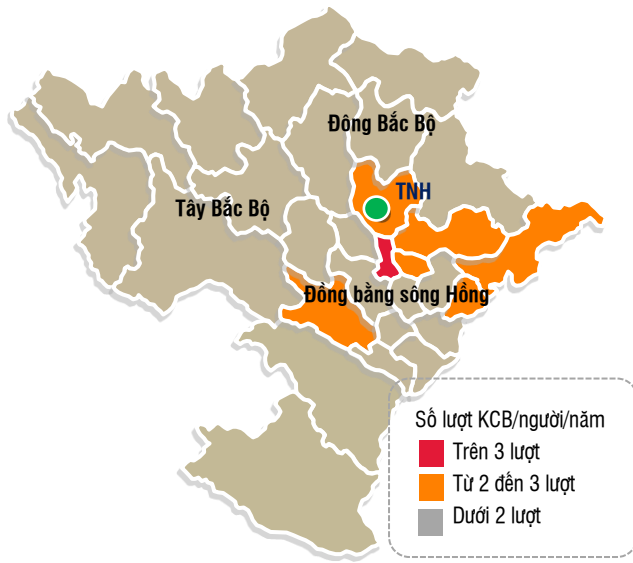 Đông Bắc Bộ
TNH
Tây Bắc Bộ
Đồng bằng sông Hồng
Số lượt KCB/người/năm
Trên 3 lượt
Từ 2 đến 3 lượt
Dưới 2 lượt